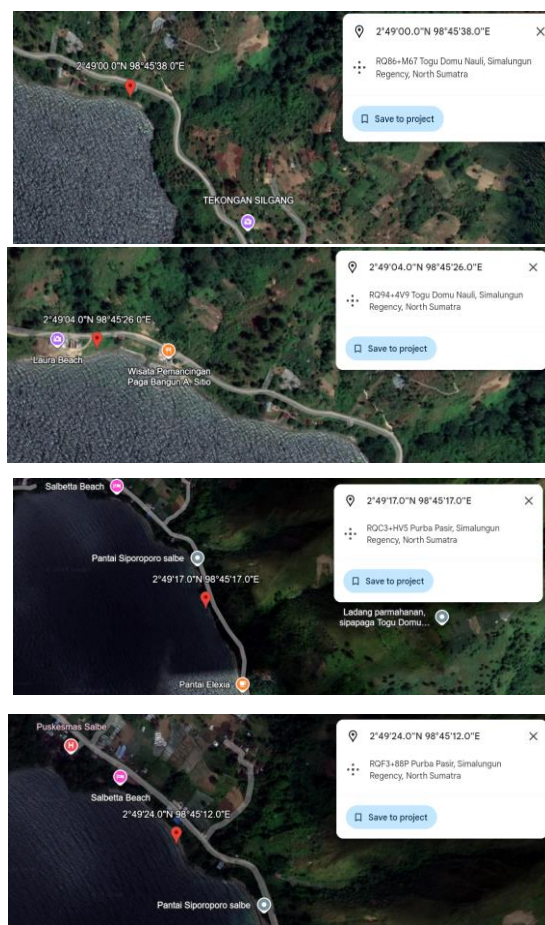 2°49'00.0"N 98°45'38.0"E
2°49'00.0"N 98°45'38.0"E
RQ86+M67 Togu Domu Nauli, Simalungun
Regency, North Sumatra
Save to project
TEKONGAN SILGANG
2°49'04.0"N 98°45'26.0"E
RQ94+4V9 Togu Domu Nauli, Simalungun
Regency, North Sumatra
Save to project
2°49'04.0"N 98°45'26.0"E
Laura Beach
Wisata Pemancingan
Paga Bangun A. Sitio
Salbetta Beach
2°49'17.0"N 98°45'17.0"E
RQC3+HV5 Purba Pasir, Simalungun
Regency, North Sumatra
Save to project
Pantai Siporoporo salbe
2°49'17.0"N 98°45'17.0"E
Ladang parmahanan,
sipapaga Togu Domu...
Pantai Elexia
Puskesmas Salbe
2°49'24.0"N 98°45'12.0"E
RQF3+88P Purba Pasir, Simalungun
Regency, North Sumatra
Save to project
Salbetta Beach
2°49'24.0"N 98°45'12.0"E
Pantai Siporoporo salbe